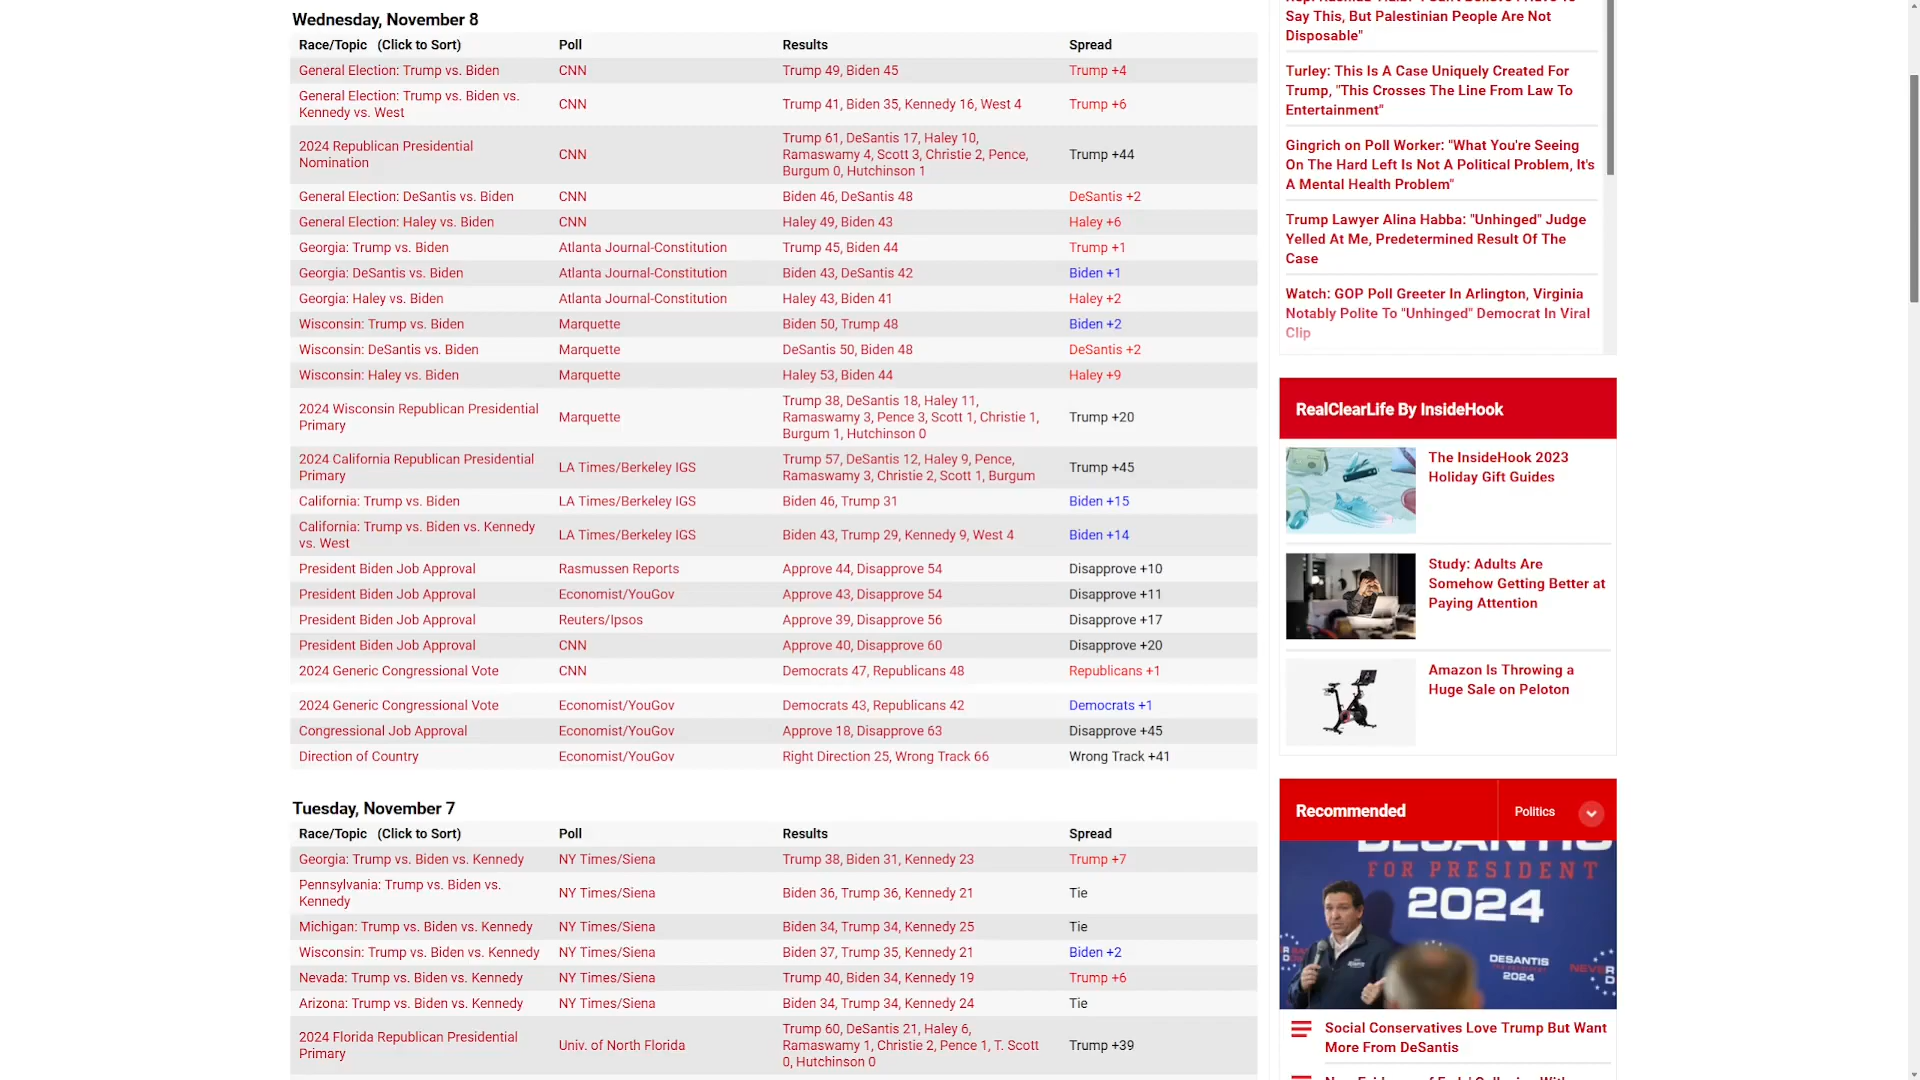 Wednesday, November 8
Race/Topic (Click to Sort) Poll Results Spread
General Election: Trump vs. Biden CNN Trump 49, Biden 45 Trump +4
General Election: Trump vs. Biden vs.
Kennedy vs. West CNN Trump 41, Biden 35, Kennedy 16, West 4 Trump +6
2024 Republican Presidential
Nomination CNN Trump 61, DeSantis 17, Haley 10,
Ramaswamy 4, Scott 3, Christie 2, Pence,
Burgum 0, Hutchinson 1 Trump +44
General Election: DeSantis vs. Biden CNN Biden 46, DeSantis 48 DeSantis +2
General Election: Haley vs. Biden CNN Haley 49, Biden 43 Haley +6
Georgia: Trump vs. Biden Atlanta Journal-Constitution Trump 45, Biden 44 Trump +1
Georgia: DeSantis vs. Biden Atlanta Journal-Constitution Biden 43, DeSantis 42 Biden +1
Georgia: Haley vs. Biden Atlanta Journal-Constitution Haley 43, Biden 41 Haley +2
Wisconsin: Trump vs. Biden Marquette Biden 50, Trump 48 Biden +2
Wisconsin: DeSantis vs. Biden Marquette DeSantis 50, Biden 48 DeSantis +2
Wisconsin: Haley vs. Biden Marquette Haley 53, Biden 44 Haley +9
2024 Wisconsin Republican Presidential
Primary Marquette Trump 38, DeSantis 18, Haley 11,
Ramaswamy 3, Pence 3, Scott 1, Christie 1,
Burgum 1, Hutchinson 0 Trump +20
2024 California Republican Presidential
Primary LA Times/Berkeley IGS Trump 57, DeSantis 12, Haley 9, Pence,
Ramaswamy 3, Christie 2, Scott 1, Burgum Trump +45
California: Trump vs. Biden LA Times/Berkeley IGS Biden 46, Trump 31 Biden +15
California: Trump vs. Biden vs. Kennedy
vs. West LA Times/Berkeley IGS Biden 43, Trump 29, Kennedy 9, West 4 Biden +14
President Biden Job Approval Rasmussen Reports Approve 44, Disapprove 54 Disapprove +10
President Biden Job Approval Economist/YouGov Approve 43, Disapprove 54 Disapprove +11
President Biden Job Approval Reuters/Ipsos Approve 39, Disapprove 56 Disapprove +17
President Biden Job Approval CNN Approve 40, Disapprove 60 Disapprove +20
2024 Generic Congressional Vote CNN Democrats 47, Republicans 48 Republicans +1
2024 Generic Congressional Vote Economist/YouGov Democrats 43, Republicans 42 Democrats +1
Congressional Job Approval Economist/YouGov Approve 18, Disapprove 63 Disapprove +45
Direction of Country Economist/YouGov Right Direction 25, Wrong Track 66 Wrong Track +41
Tuesday, November 7
Race/Topic (Click to Sort) Poll Results Spread
Georgia: Trump vs. Biden vs. Kennedy NY Times/Siena Trump 38, Biden 31, Kennedy 23 Trump +7
Pennsylvania: Trump vs. Biden vs.
Kennedy NY Times/Siena Biden 36, Trump 36, Kennedy 21 Tie
Michigan: Trump vs. Biden vs. Kennedy NY Times/Siena Biden 34, Trump 34, Kennedy 25 Tie
Wisconsin: Trump vs. Biden vs. Kennedy NY Times/Siena Biden 37, Trump 35, Kennedy 21 Biden +2
Nevada: Trump vs. Biden vs. Kennedy NY Times/Siena Trump 40, Biden 34, Kennedy 19 Trump +6
Arizona: Trump vs. Biden vs. Kennedy NY Times/Siena Biden 34, Trump 34, Kennedy 24 Tie
2024 Florida Republican Presidential
Primary Univ. of North Florida Trump 60, DeSantis 21, Haley 6,
Ramaswamy 1, Christie 2, Pence 1, T. Scott
0, Hutchinson 0 Trump +39
Say This, But Palestinian People Are Not
Disposable"
Turley: This Is A Case Uniquely Created For
Trump, "This Crosses The Line From Law To
Entertainment"
Gingrich on Poll Worker: "What You're Seeing
On The Hard Left Is Not A Political Problem, It's
A Mental Health Problem"
Trump Lawyer Alina Habba: "Unhinged" Judge
Yelled At Me, Predetermined Result Of The
Case
Watch: GOP Poll Greeter In Arlington, Virginia
Notably Polite To "Unhinged" Democrat In Viral
Clip
RealClearLife By InsideHook
The InsideHook 2023
Holiday Gift Guides
Study: Adults Are
Somehow Getting Better at
Paying Attention
Amazon Is Throwing a
Huge Sale on Peloton
Recommended Politics
DESANTIS
FOR PRESIDENT
2024
DESANTIS
2024
Social Conservatives Love Trump But Want
More From DeSantis